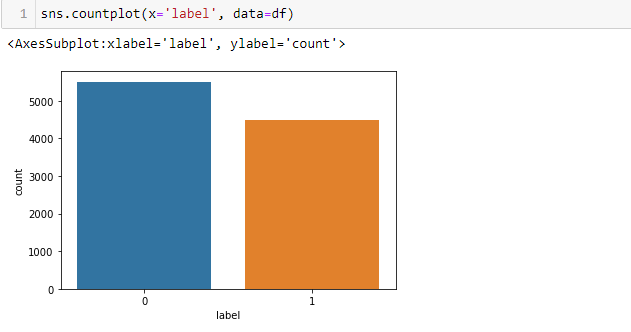 1 sns.countplot(x='label', data=df)
<AxesSubplot:xlabel='label', ylabel='count'>
5000
4000
3000
2000
1000
0
count
0 1
label